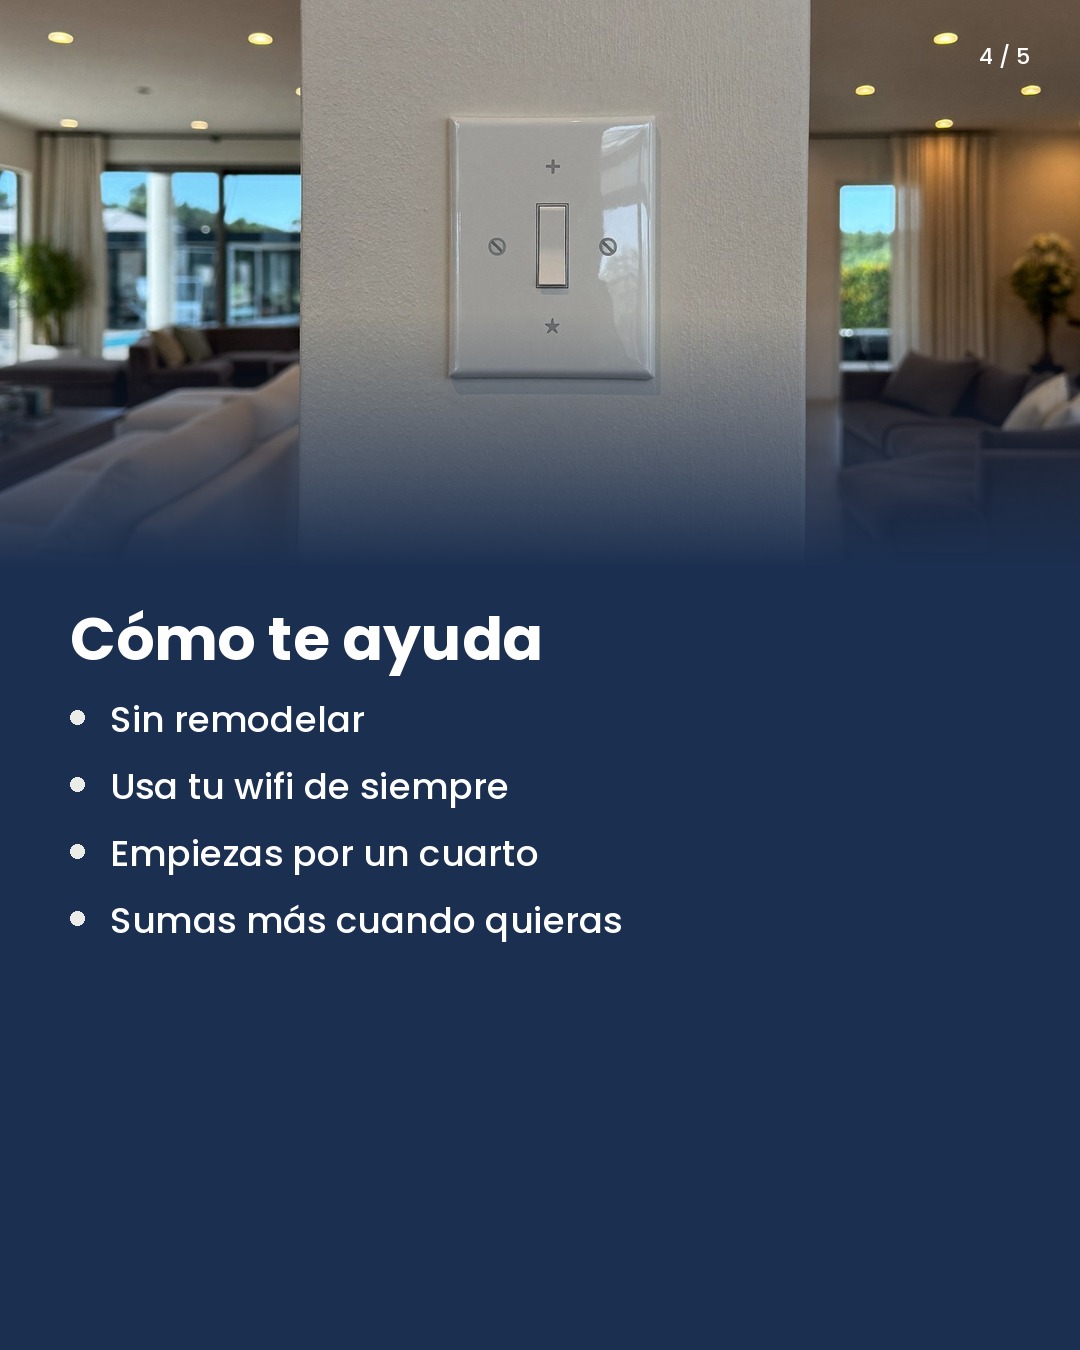 4 / 5
Cómo te ayuda
Sin remodelar
Usa tu wifi de siempre
Empiezas por un cuarto
Sumas más cuando quieras